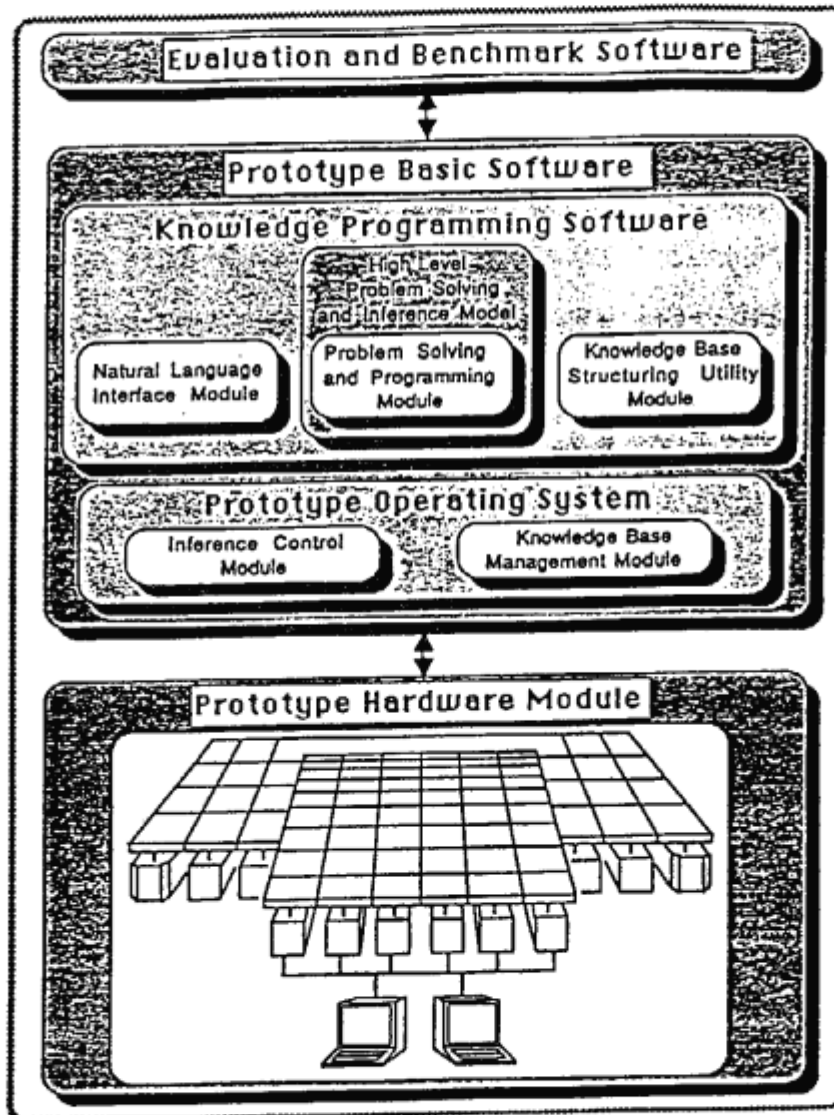 Evaluation and Benchmark Software
Prototype Basic Software
Knowledge Programming Software
High Level
Problem Solving
and Inference Model
Natural Language
Interface Module
Problem Solving
and Programming
Module
Knowledge Base
Structuring Utility
Module
Prototype Operating System
Inference Control
Module
Knowledge Base
Management Module
Prototype Hardware Module